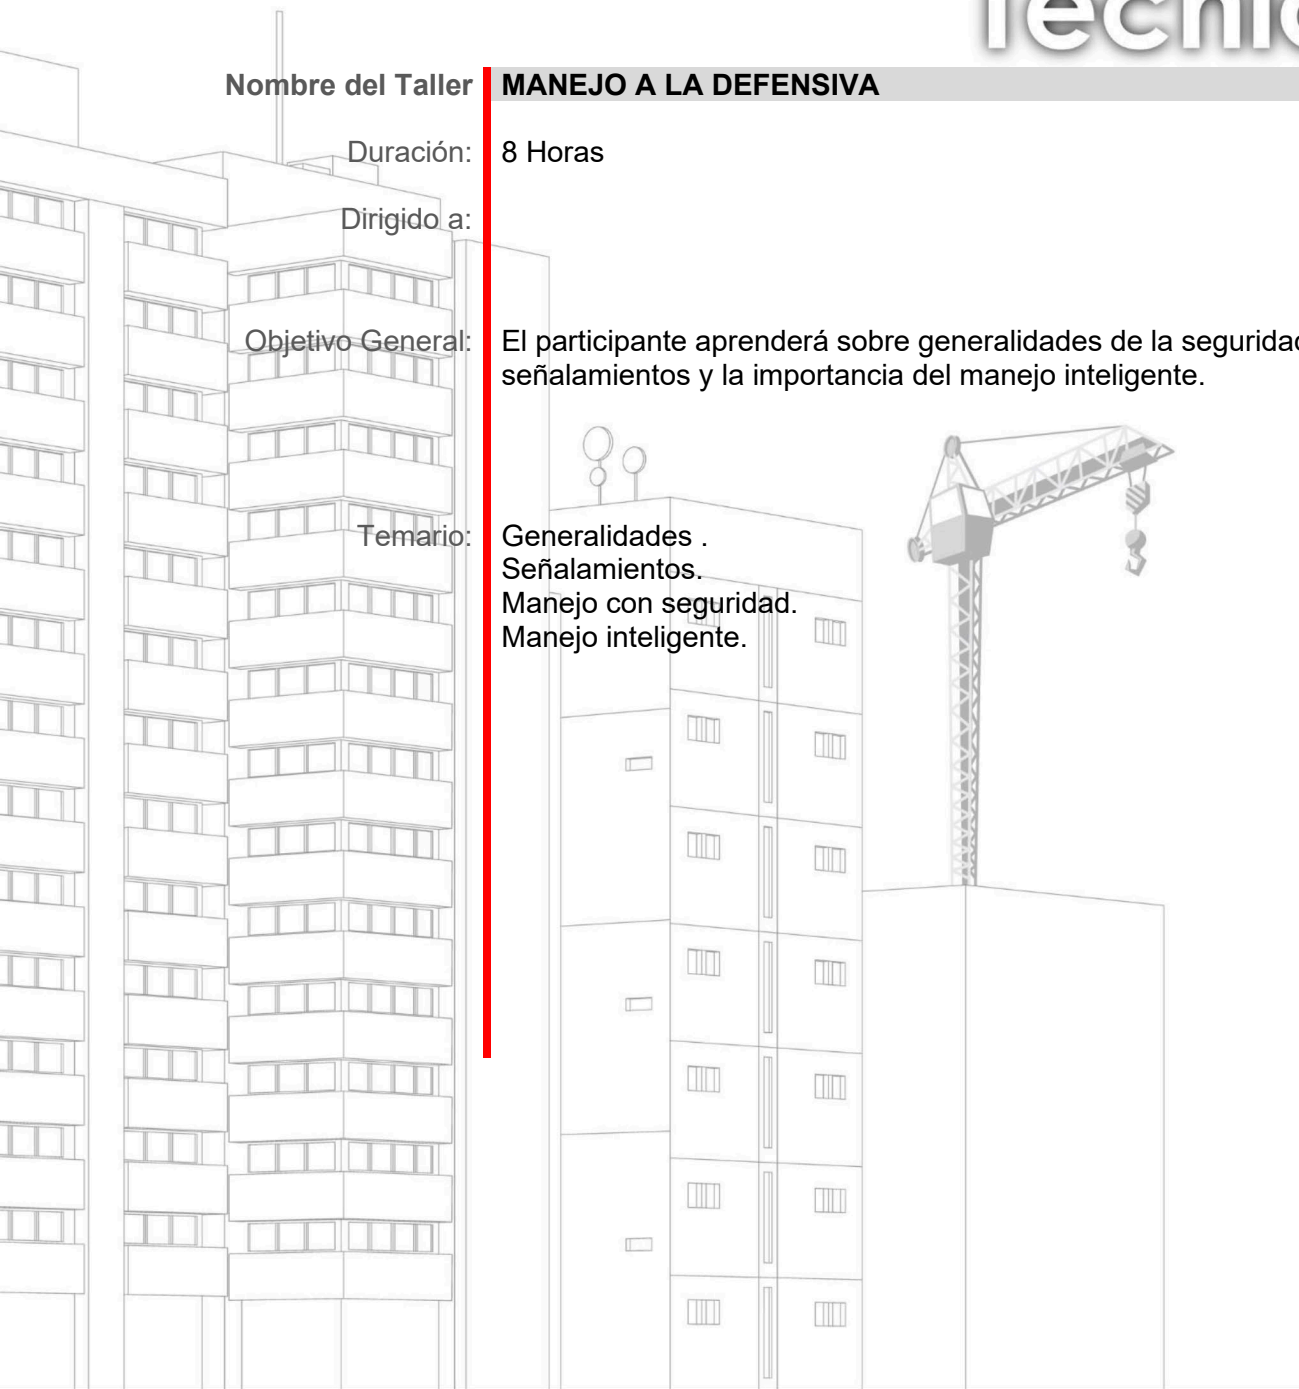 Nombre del Taller MANEJO A LA DEFENSIVA
Duración: 8 Horas
Dirigido a:
Objetivo General: El participante aprenderá sobre generalidades de la seguridad
señalamientos y la importancia del manejo inteligente.
Temario: Generalidades .
Señalamientos.
Manejo con seguridad.
Manejo inteligente.